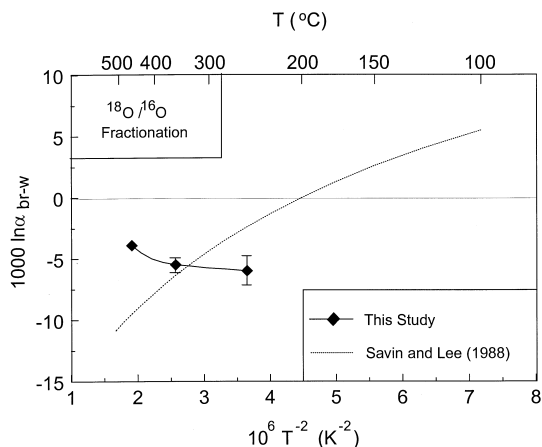 T (°C)
500 400 300 200 150 100
10
5
0
-5
-10
-15
1000 lnα br-w
18O /16O
Fractionation
This Study
Savin and Lee (1988)
1 2 3 4 5 6 7 8
10^6 T^-2 (K^-2)